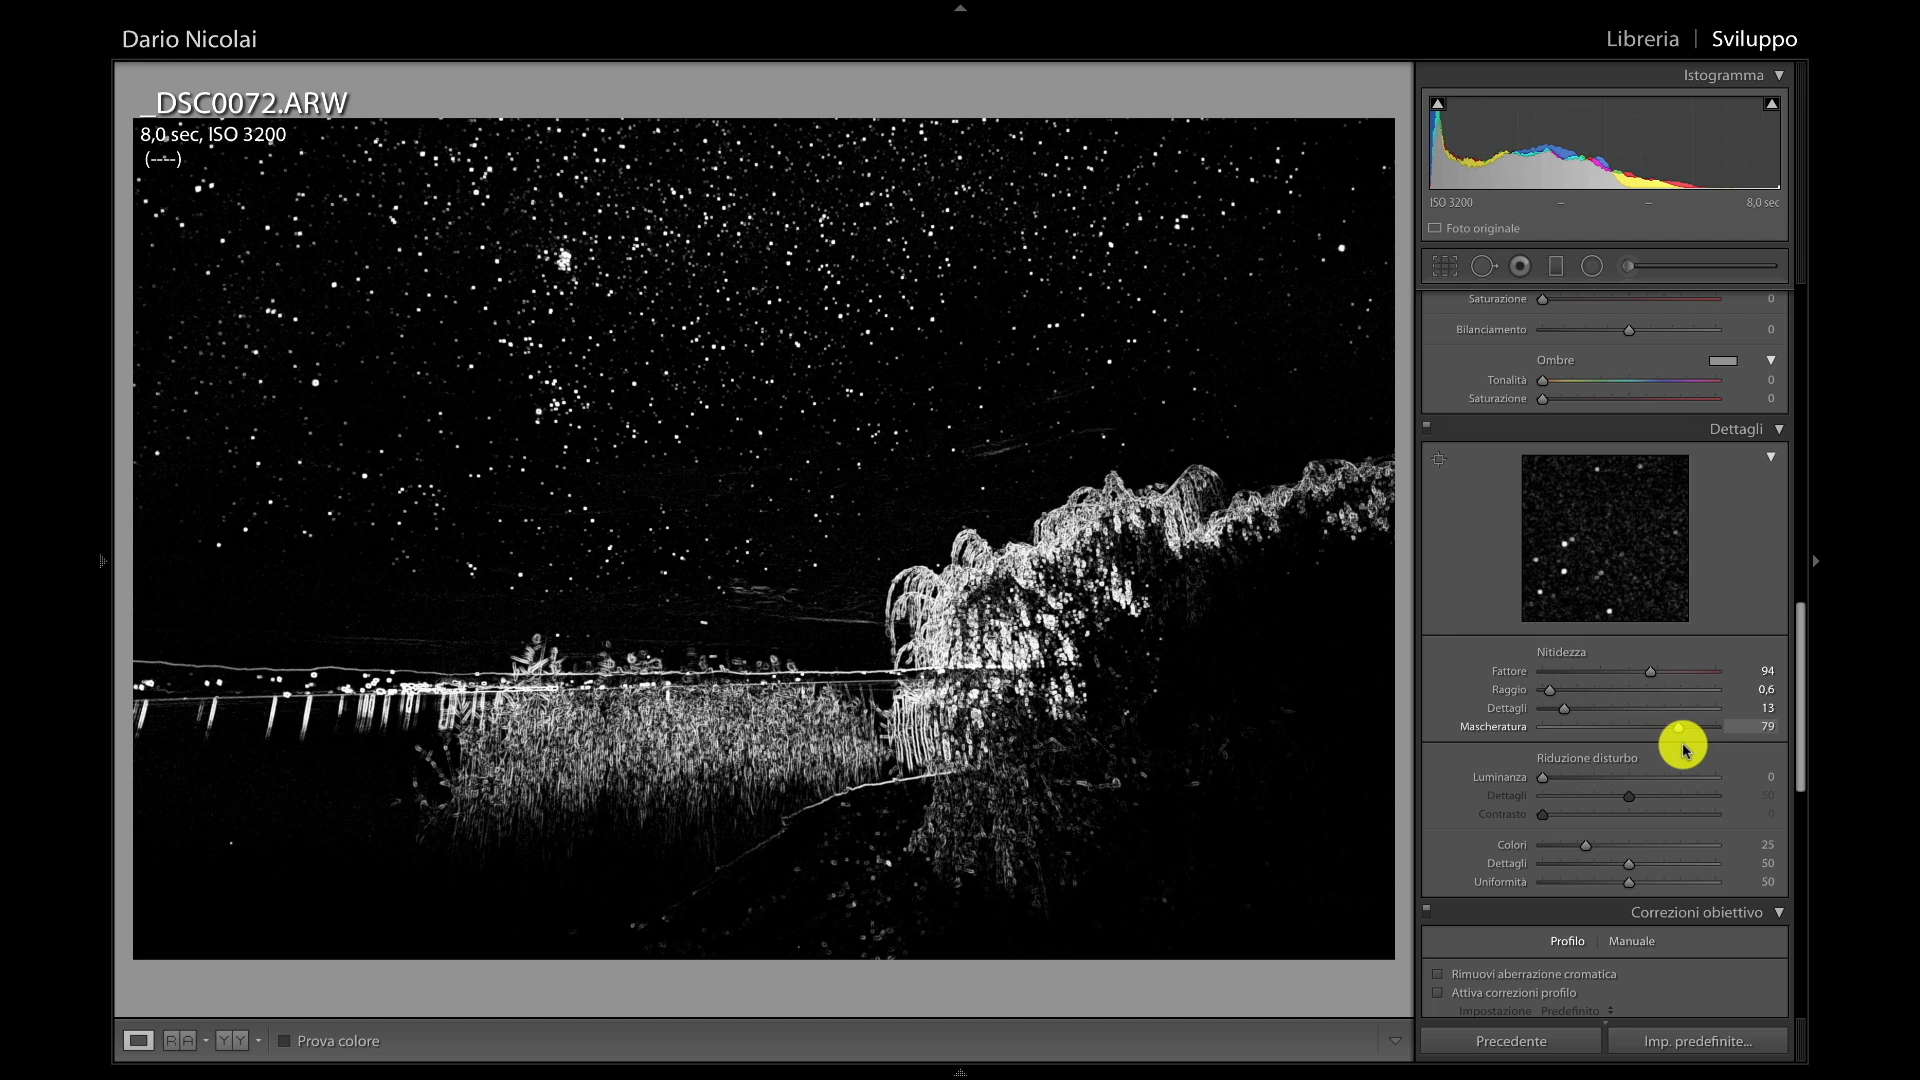 Dario Nicolai
Libreria | Sviluppo
_DSC0072.ARW
8,0 sec, ISO 3200
(----)
Istogramma
ISO 3200 – – 8,0 sec
Foto originale
Saturazione 0
Bilanciamento 0
Ombre
Tonalità 0
Saturazione 0
Dettagli
Nitidezza
Fattore 94
Raggio 0,6
Dettagli 13
Mascheratura 79
Riduzione disturbo
Luminanza 0
Dettagli 50
Contrasto 0
Colori 25
Dettagli 50
Uniformità 50
Correzioni obiettivo
Profilo | Manuale
Rimuovi aberrazione cromatica
Attiva correzioni profilo
Impostazione Predefinito
R A Y Y Prova colore
Precedente Imp. predefinite...